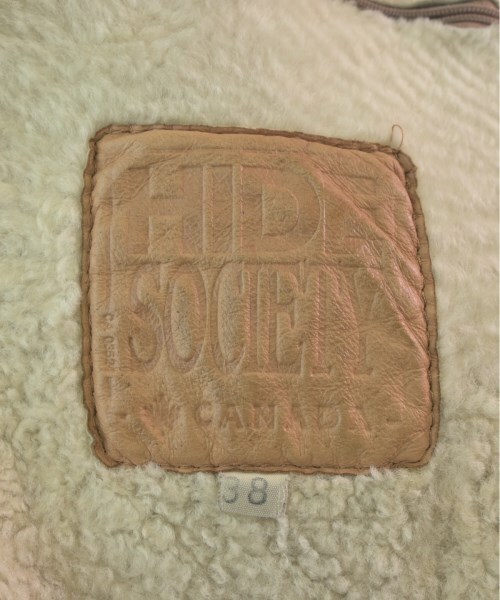 HIDE
SOCIETY
- CANADA -
38